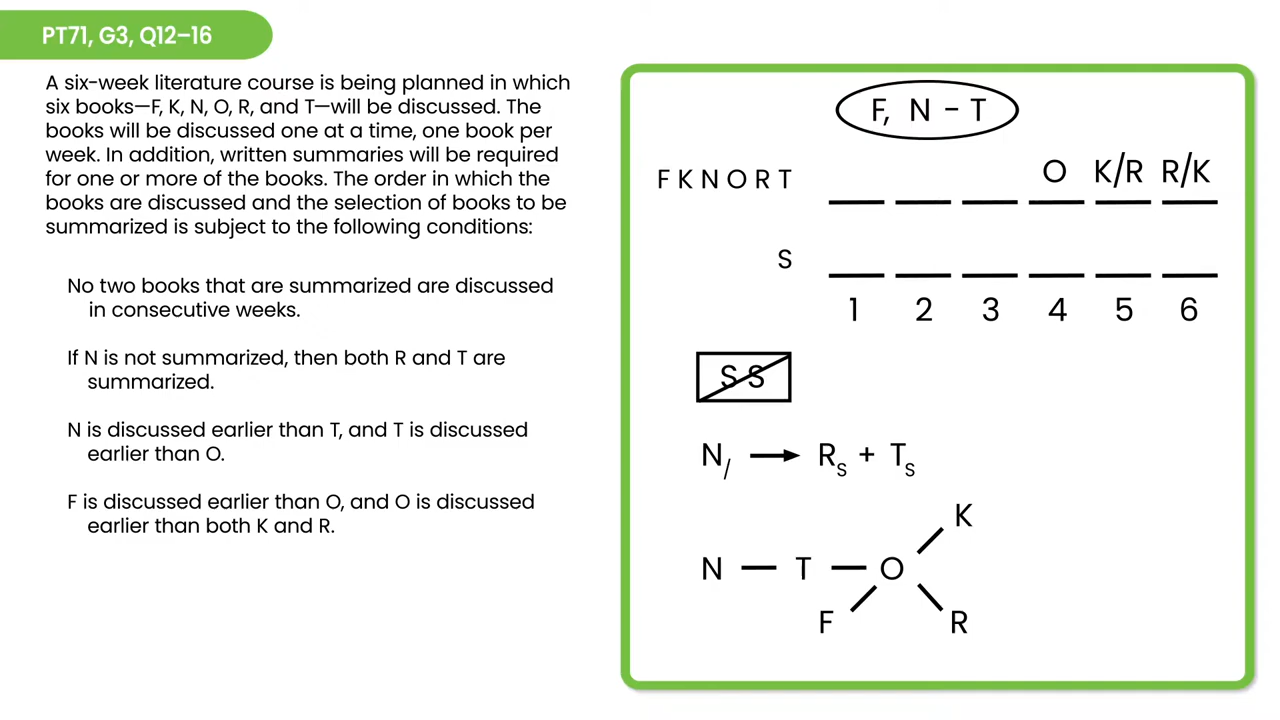 PT71, G3, Q12–16
A six-week literature course is being planned in which
six books—F, K, N, O, R, and T—will be discussed. The
books will be discussed one at a time, one book per
week. In addition, written summaries will be required
for one or more of the books. The order in which the
books are discussed and the selection of books to be
summarized is subject to the following conditions:
No two books that are summarized are discussed
in consecutive weeks.
If N is not summarized, then both R and T are
summarized.
N is discussed earlier than T, and T is discussed
earlier than O.
F is discussed earlier than O, and O is discussed
earlier than both K and R.
F, N – T
F K N O R T O K/R R/K
S
1 2 3 4 5 6
S S
N/ → Rs + Ts
K
N — T — O
F R